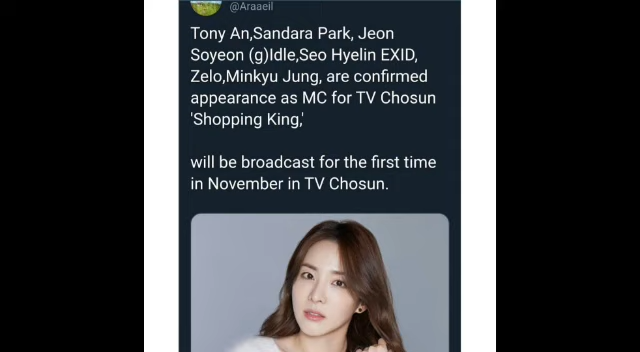 @Araaeil
Tony An,Sandara Park, Jeon
Soyeon (g)Idle,Seo Hyelin EXID,
Zelo,Minkyu Jung, are confirmed
appearance as MC for TV Chosun
'Shopping King,'
will be broadcast for the first time
in November in TV Chosun.